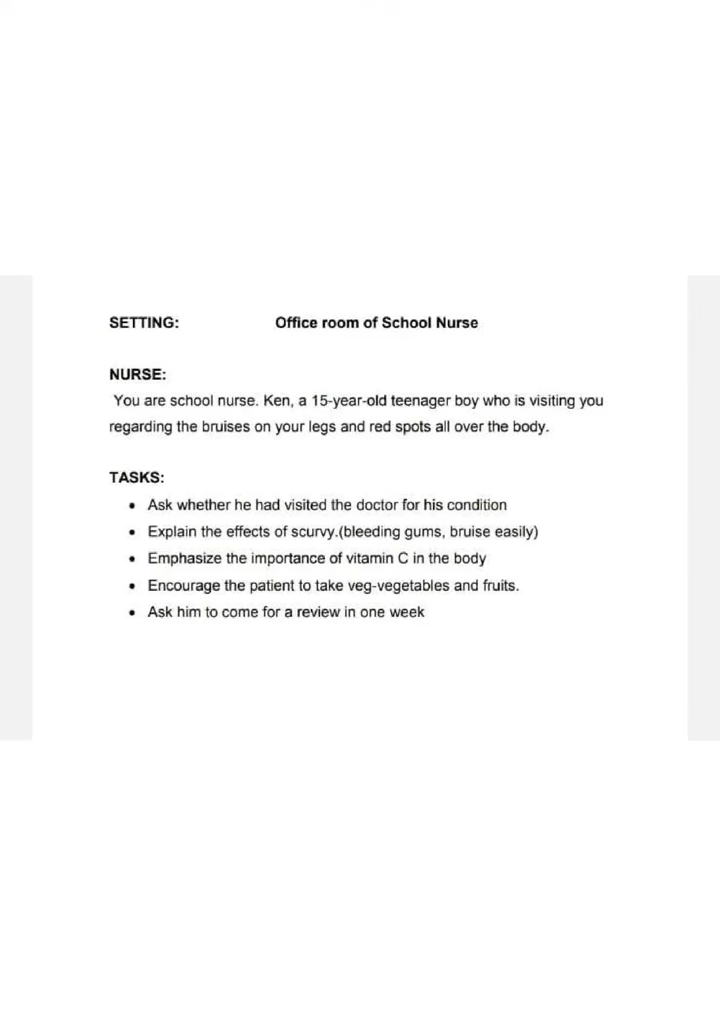 SETTING: Office room of School Nurse
NURSE:
You are school nurse. Ken, a 15-year-old teenager boy who is visiting you
regarding the bruises on your legs and red spots all over the body.
TASKS:
• Ask whether he had visited the doctor for his condition
• Explain the effects of scurvy.(bleeding gums, bruise easily)
• Emphasize the importance of vitamin C in the body
• Encourage the patient to take veg-vegetables and fruits.
• Ask him to come for a review in one week